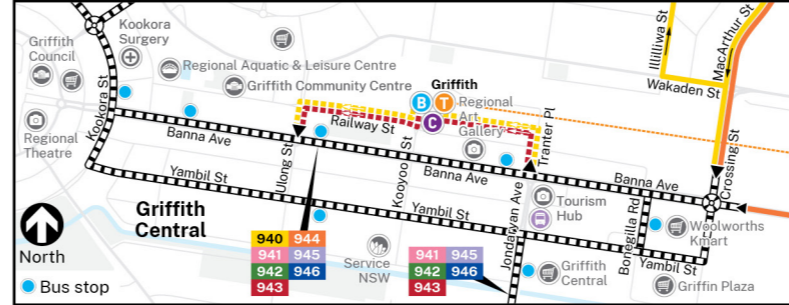 Griffith
Council
Kookora
Surgery
Kookora St
Regional
Theatre
Regional Aquatic & Leisure Centre
Griffith Community Centre
Griffith
B
T
C
Regional
Art
Gallery
Railway St
Banna Ave
Ulong St
Kooyoo St
Banna Ave
Tranter Pl
Illilliwa St
MacArthur St
Wakaden St
Crossing St
Banna Ave
Yambil St
Griffith
Central
Yambil St
Jondaryan Ave
Tourism
Hub
Bonegilla Rd
Woolworths
Kmart
Yambil St
Griffin Plaza
Griffith
Central
Service
NSW
940 944
941 945
942 946
943
941 945
942 946
943
North
Bus stop